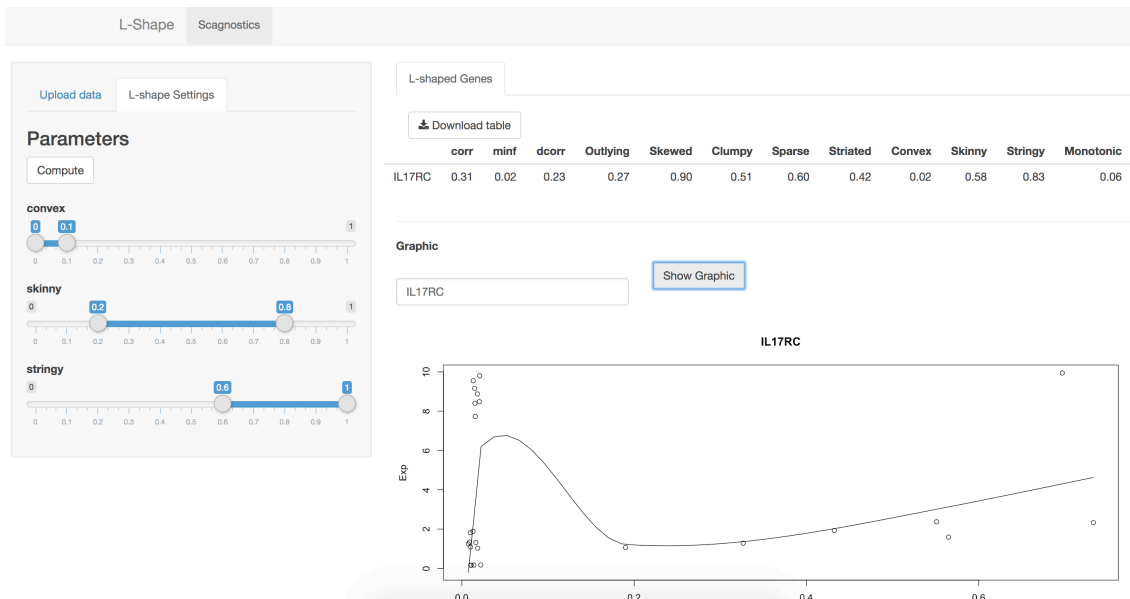 L-Shape Scagnostics
Upload data L-shape Settings
Parameters
Compute
convex
0 0.1 1
0 0.1 0.2 0.3 0.4 0.5 0.6 0.7 0.8 0.9 1
skinny
0 0.2 0.8 1
0 0.1 0.2 0.3 0.4 0.5 0.6 0.7 0.8 0.9 1
stringy
0 0.6 1
0 0.1 0.2 0.3 0.4 0.5 0.6 0.7 0.8 0.9 1
L-shaped Genes
Download table
corr minf dcorr Outlying Skewed Clumpy Sparse Striated Convex Skinny Stringy Monotonic
IL17RC 0.31 0.02 0.23 0.27 0.90 0.51 0.60 0.42 0.02 0.58 0.83 0.06
Graphic
IL17RC
Show Graphic
IL17RC
Exp
10
8
6
4
2
0
0.0 0.2 0.4 0.6